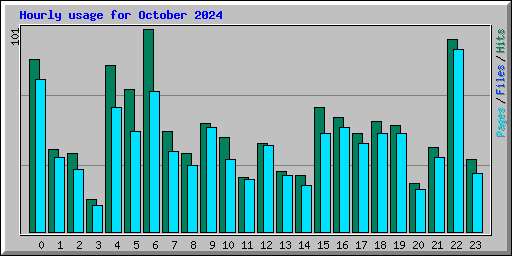 Hourly usage for October 2024
101
Pages/Files/Hits
0 1 2 3 4 5 6 7 8 9 10 11 12 13 14 15 16 17 18 19 20 21 22 23